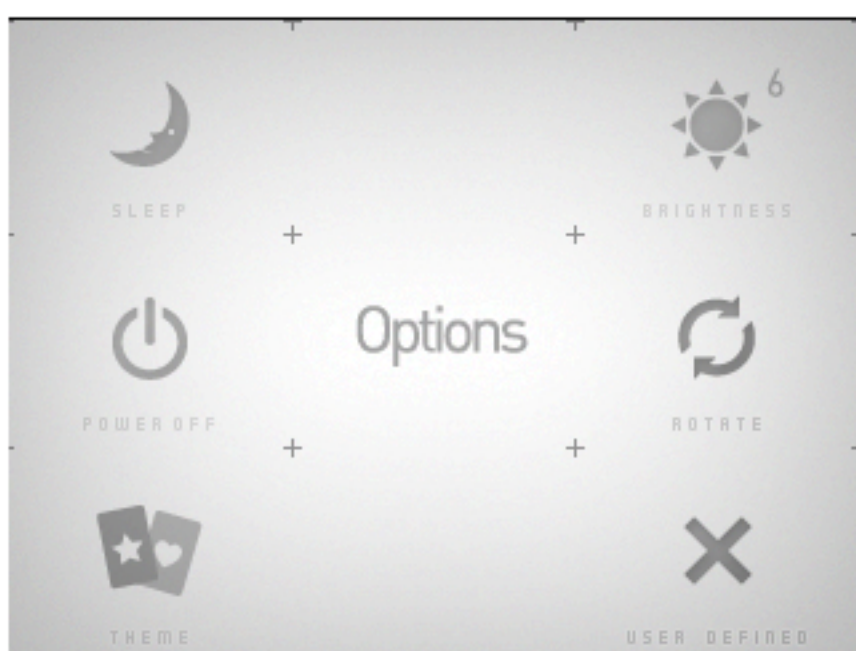 6
SLEEP
BRIGHTNESS
Options
POWER OFF
ROTATE
THEME
USER DEFINED